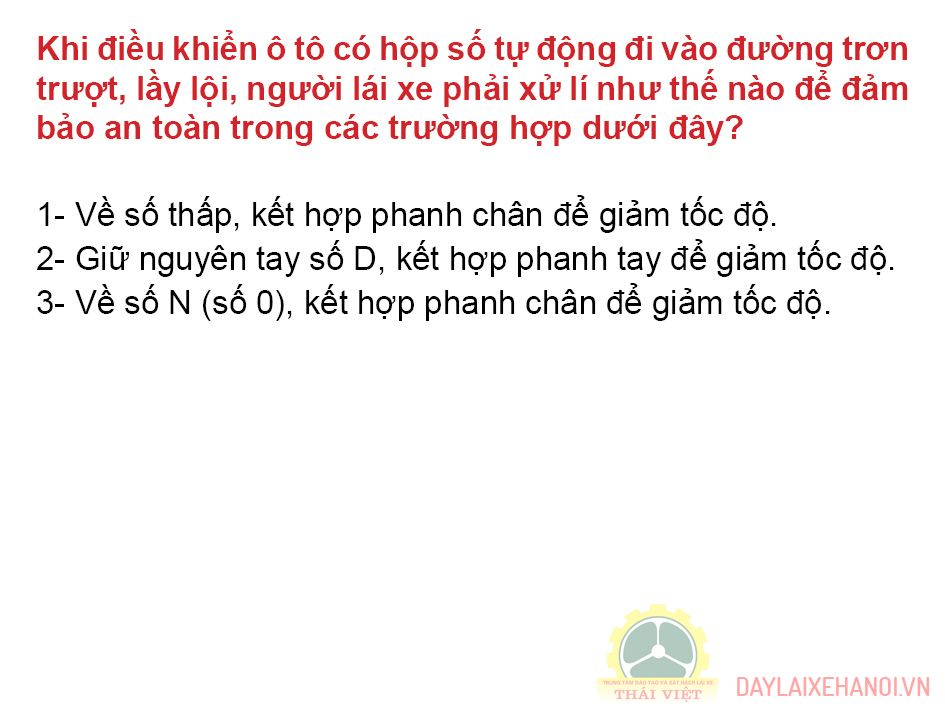 Khi điều khiển ô tô có hộp số tự động đi vào đường trơn
trượt, lầy lội, người lái xe phải xử lí như thế nào để đảm
bảo an toàn trong các trường hợp dưới đây?
1- Về số thấp, kết hợp phanh chân để giảm tốc độ.
2- Giữ nguyên tay số D, kết hợp phanh tay để giảm tốc độ.
3- Về số N (số 0), kết hợp phanh chân để giảm tốc độ.
TRUNG TÂM ĐÀO TẠO VÀ SÁT HẠCH LÁI XE
THÁI VIỆT
DAYLAIXEHANOI.VN